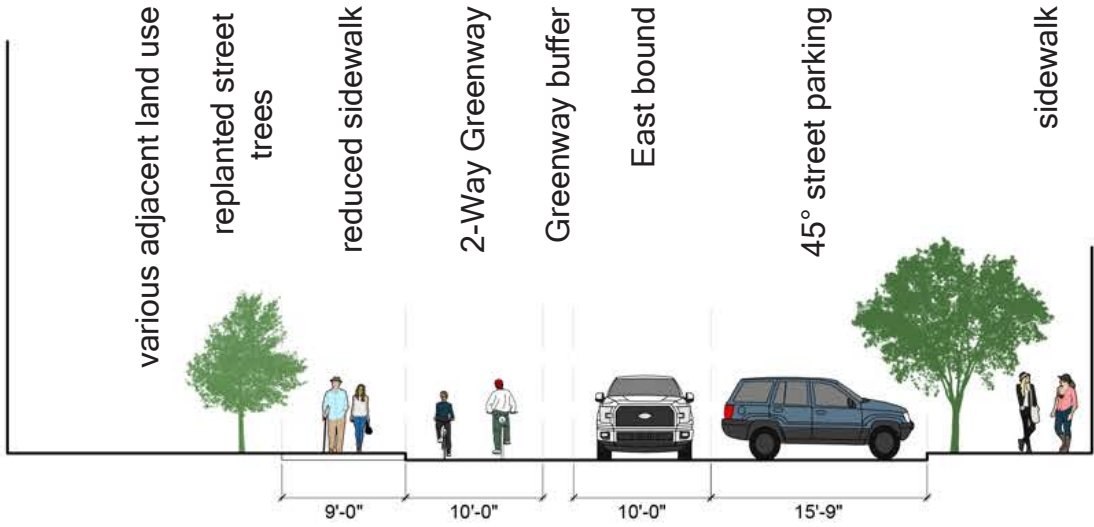 various adjacent land use
replanted street
trees
reduced sidewalk
2-Way Greenway
Greenway buffer
East bound
45° street parking
sidewalk
9'-0"
10'-0"
10'-0"
15'-9"